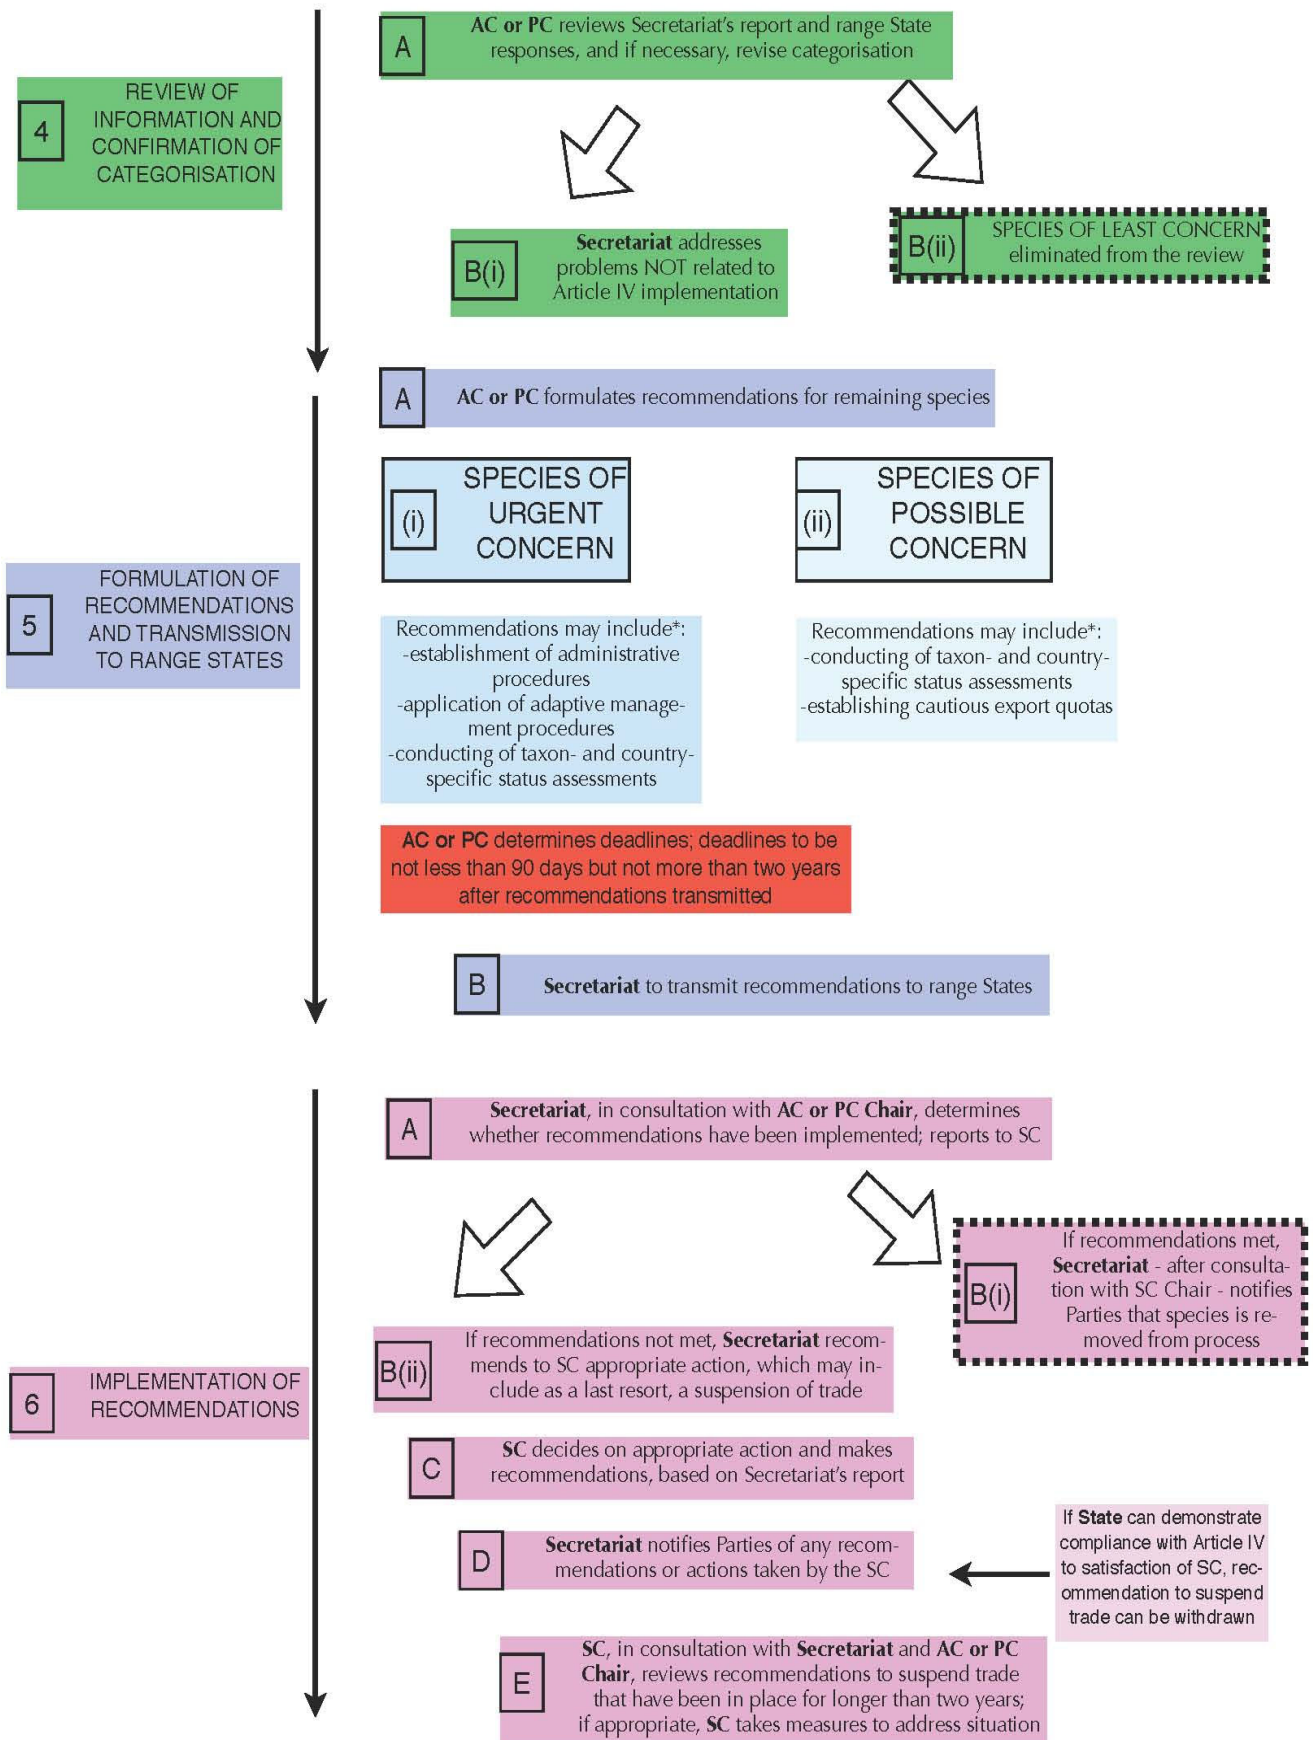 A
AC or PC reviews Secretariat's report and range State
responses, and if necessary, revise categorisation
4
REVIEW OF
INFORMATION AND
CONFIRMATION OF
CATEGORISATION
B(i)
Secretariat addresses
problems NOT related to
Article IV implementation
B(ii)
SPECIES OF LEAST CONCERN
eliminated from the review
A
AC or PC formulates recommendations for remaining species
(i)
SPECIES OF
URGENT
CONCERN
(ii)
SPECIES OF
POSSIBLE
CONCERN
5
FORMULATION OF
RECOMMENDATIONS
AND TRANSMISSION
TO RANGE STATES
Recommendations may include*:
-establishment of administrative
procedures
-application of adaptive manage-
ment procedures
-conducting of taxon- and country-
specific status assessments
Recommendations may include*:
-conducting of taxon- and country-
specific status assessments
-establishing cautious export quotas
AC or PC determines deadlines; deadlines to be
not less than 90 days but not more than two years
after recommendations transmitted
B
Secretariat to transmit recommendations to range States
A
Secretariat, in consultation with AC or PC Chair, determines
whether recommendations have been implemented; reports to SC
B(i)
If recommendations met,
Secretariat - after consulta-
tion with SC Chair - notifies
Parties that species is re-
moved from process
B(ii)
If recommendations not met, Secretariat recom-
mends to SC appropriate action, which may in-
clude as a last resort, a suspension of trade
6
IMPLEMENTATION OF
RECOMMENDATIONS
C
SC decides on appropriate action and makes
recommendations, based on Secretariat's report
D
Secretariat notifies Parties of any recom-
mendations or actions taken by the SC
If State can demonstrate
compliance with Article IV
to satisfaction of SC, rec-
ommendation to suspend
trade can be withdrawn
E
SC, in consultation with Secretariat and AC or PC
Chair, reviews recommendations to suspend trade
that have been in place for longer than two years;
if appropriate, SC takes measures to address situation